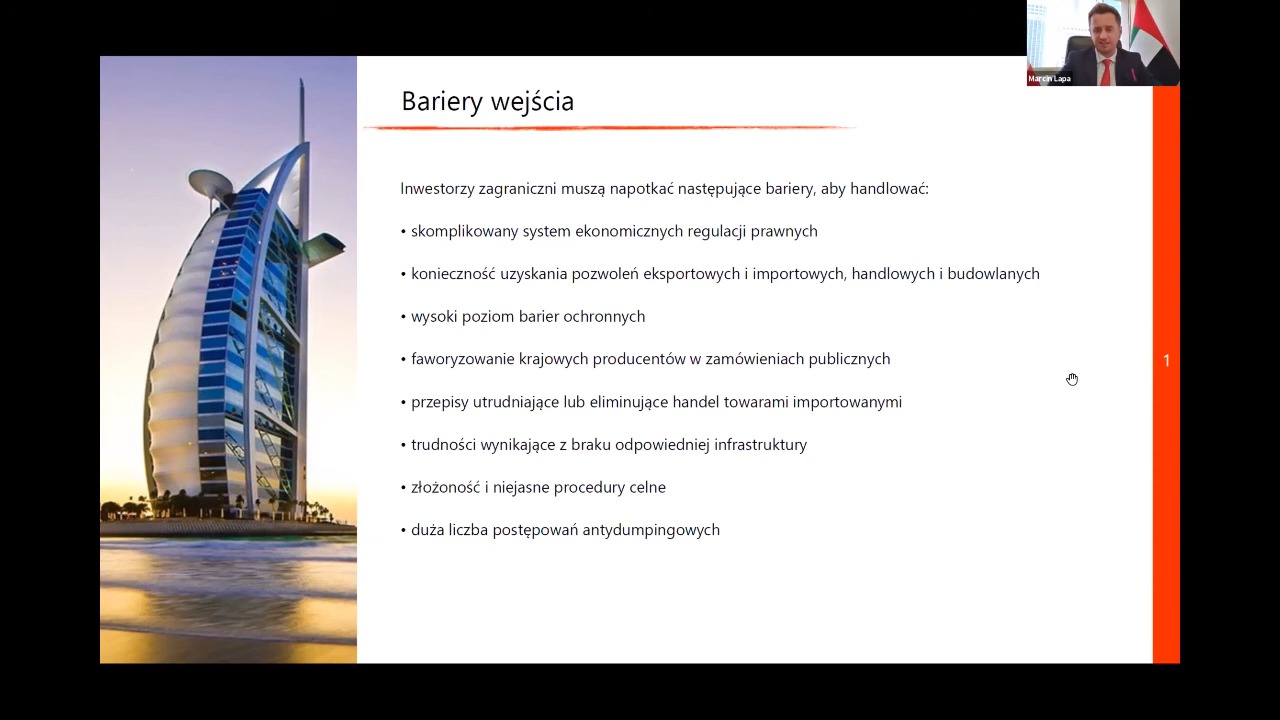 Marcin Lapa
Bariery wejścia
Inwestorzy zagraniczni muszą napotkać następujące bariery, aby handlować:
• skomplikowany system ekonomicznych regulacji prawnych
• konieczność uzyskania pozwoleń eksportowych i importowych, handlowych i budowlanych
• wysoki poziom barier ochronnych
• faworyzowanie krajowych producentów w zamówieniach publicznych
• przepisy utrudniające lub eliminujące handel towarami importowanymi
• trudności wynikające z braku odpowiedniej infrastruktury
• złożoność i niejasne procedury celne
• duża liczba postępowań antydumpingowych
1